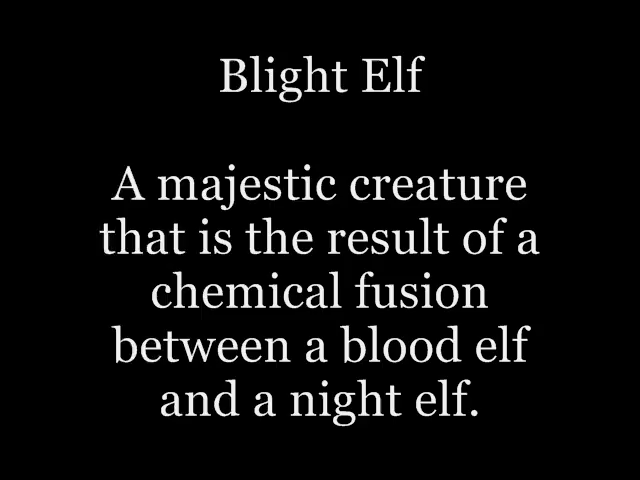 Blight Elf
A majestic creature
that is the result of a
chemical fusion
between a blood elf
and a night elf.